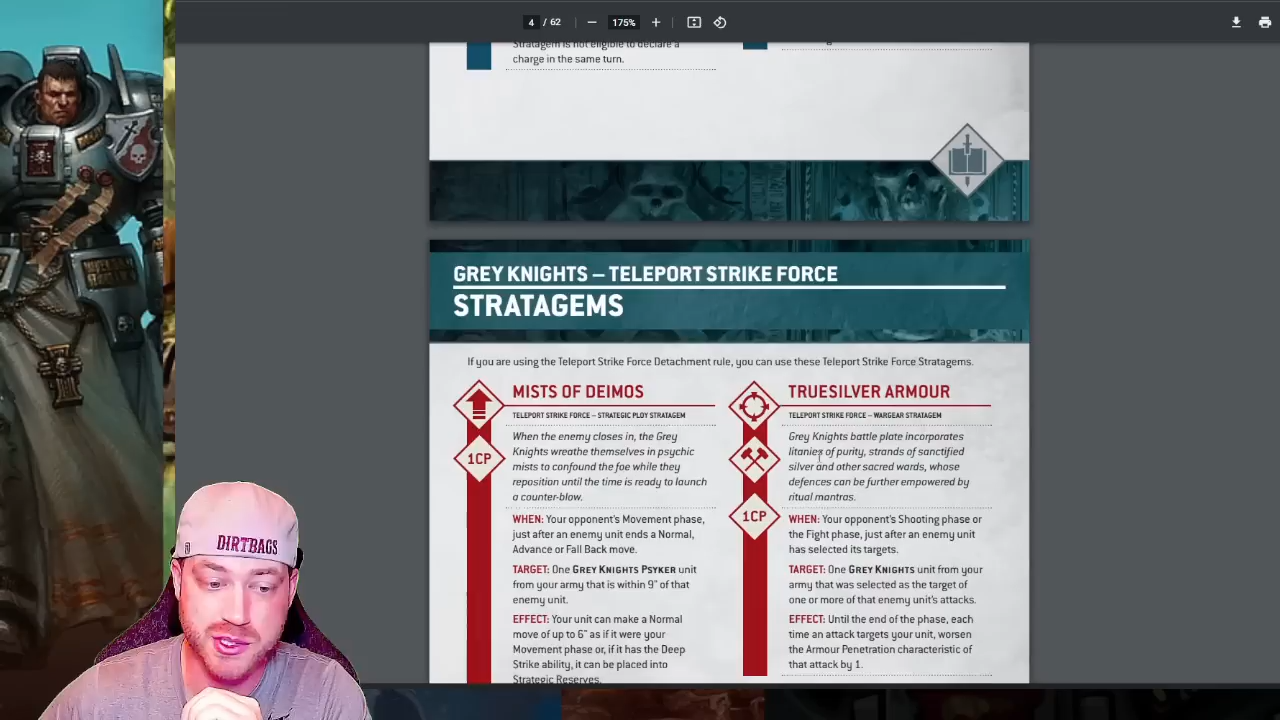 4 / 62
175%
Stratagem is not eligible to declare a
charge in the same turn.
GREY KNIGHTS – TELEPORT STRIKE FORCE
STRATAGEMS
If you are using the Teleport Strike Force Detachment rule, you can use these Teleport Strike Force Stratagems.
MISTS OF DEIMOS
TELEPORT STRIKE FORCE – STRATEGIC PLOY STRATAGEM
When the enemy closes in, the Grey
Knights wreathe themselves in psychic
1CP
mists to confound the foe while they
reposition until the time is ready to launch
a counter-blow.
WHEN: Your opponent's Movement phase,
just after an enemy unit ends a Normal,
Advance or Fall Back move.
TARGET: One GREY KNIGHTS PSYKER unit
from your army that is within 9" of that
enemy unit.
EFFECT: Your unit can make a Normal
move of up to 6" as if it were your
Movement phase or, if it has the Deep
Strike ability, it can be placed into
Strategic Reserves.
TRUESILVER ARMOUR
TELEPORT STRIKE FORCE – WARGEAR STRATAGEM
Grey Knights battle plate incorporates
litanies of purity, strands of sanctified
silver and other sacred wards, whose
defences can be further empowered by
ritual mantras.
1CP
WHEN: Your opponent's Shooting phase or
the Fight phase, just after an enemy unit
has selected its targets.
TARGET: One GREY KNIGHTS unit from your
army that was selected as the target of
one or more of that enemy unit's attacks.
EFFECT: Until the end of the phase, each
time an attack targets your unit, worsen
the Armour Penetration characteristic of
that attack by 1.
DIRTBAGS